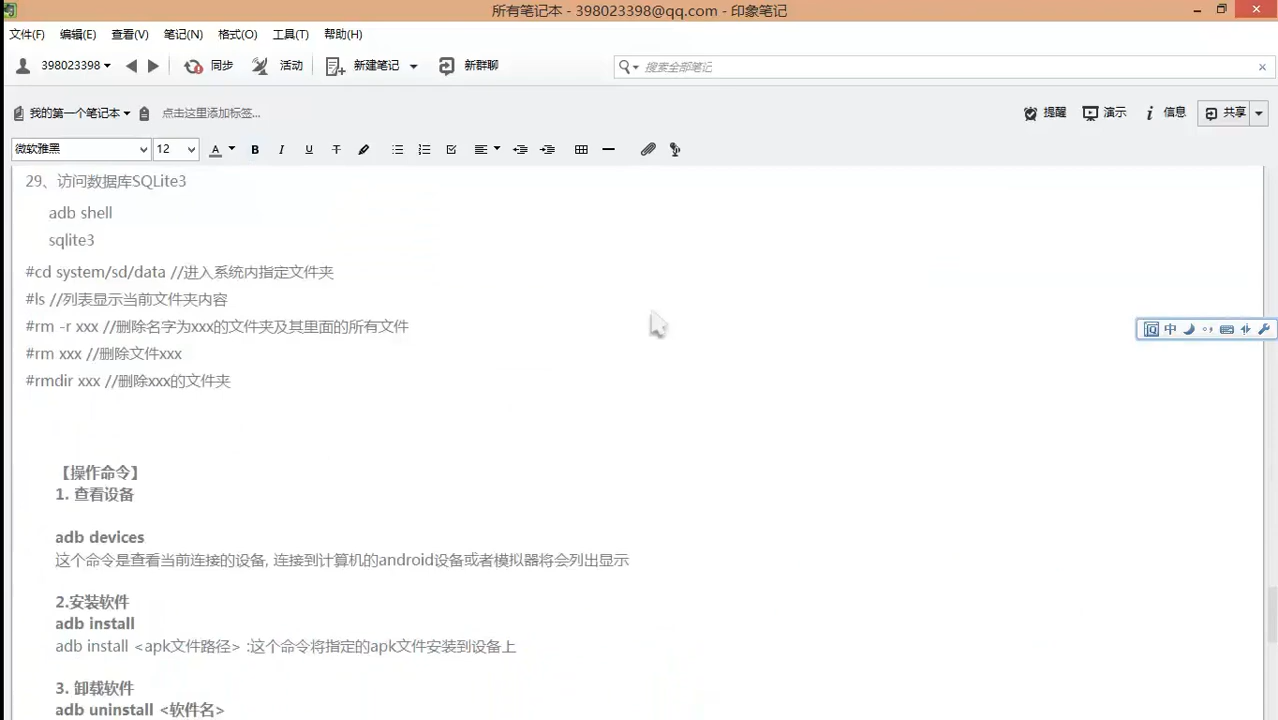 所有笔记本 - 398023398@qq.com - 印象笔记
文件(F) 编辑(E) 查看(V) 笔记(N) 格式(O) 工具(T) 帮助(H)
398023398 同步 活动 新建笔记 新群聊 搜索全部笔记
我的第一个笔记本 点击这里添加标签... 提醒 演示 信息 共享
微软雅黑 12 A B I U T
29、访问数据库SQLite3
adb shell
sqlite3
#cd system/sd/data //进入系统内指定文件夹
#ls //列表显示当前文件夹内容
#rm -r xxx //删除名字为xxx的文件夹及其里面的所有文件
中
#rm xxx //删除文件xxx
#rmdir xxx //删除xxx的文件夹
【操作命令】
1. 查看设备
adb devices
这个命令是查看当前连接的设备, 连接到计算机的android设备或者模拟器将会列出显示
2.安装软件
adb install
adb install <apk文件路径> :这个命令将指定的apk文件安装到设备上
3. 卸载软件
adb uninstall <软件名>